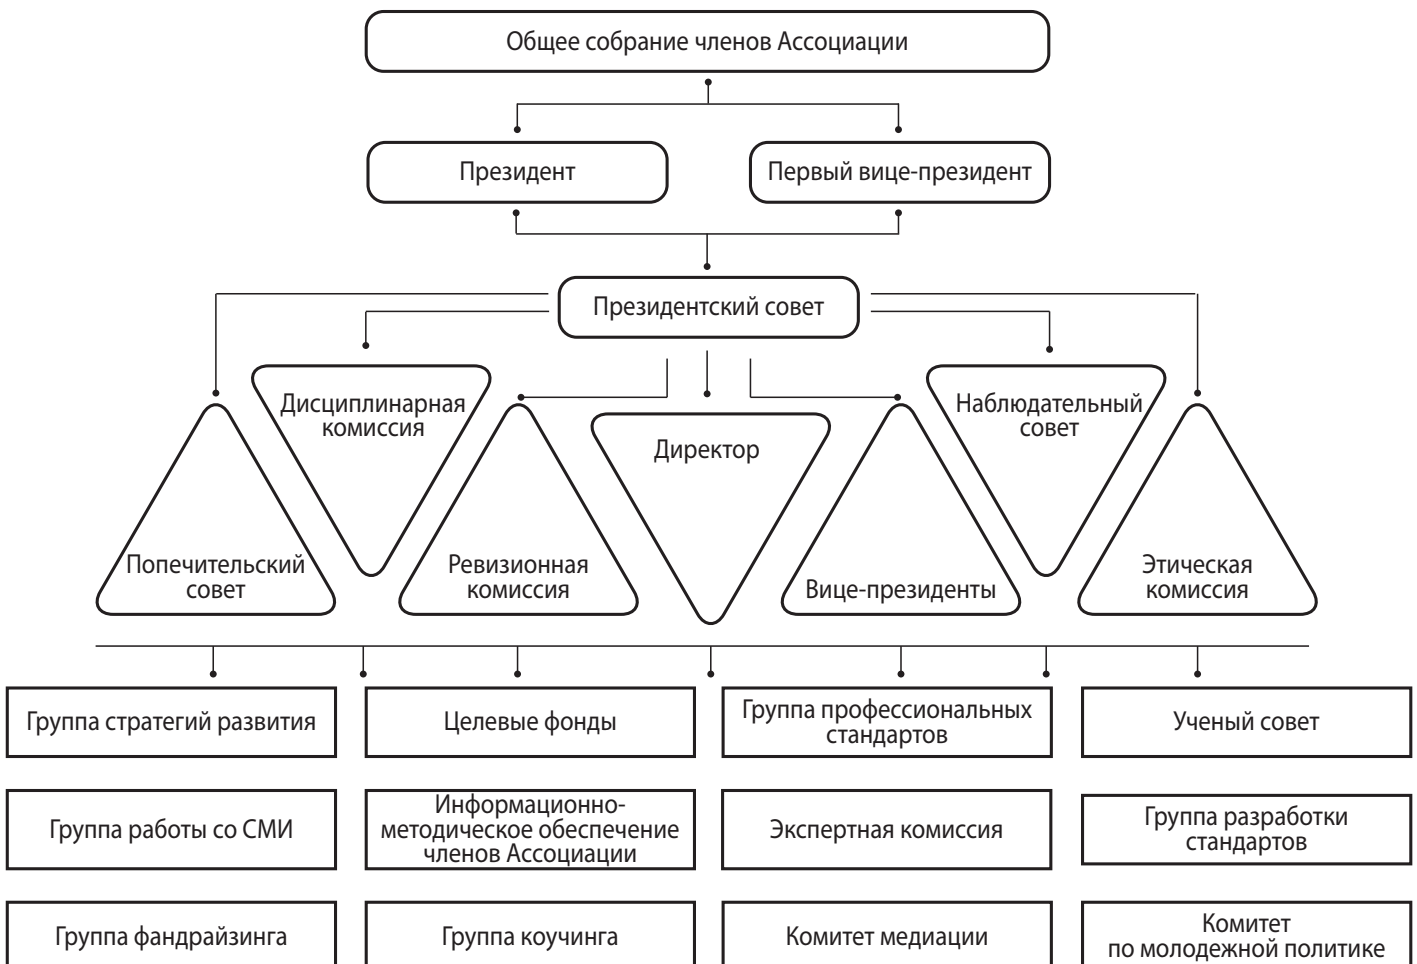 Общее собрание членов Ассоциации
Президент
Первый вице-президент
Президентский совет
Дисциплинарная
комиссия
Наблюдательный
совет
Директор
Попечительский
совет
Ревизионная
комиссия
Вице-президенты
Этическая
комиссия
Группа стратегий развития
Целевые фонды
Группа профессиональных
стандартов
Ученый совет
Группа работы со СМИ
Информационно-
методическое обеспечение
членов Ассоциации
Экспертная комиссия
Группа разработки
стандартов
Группа фандрайзинга
Группа коучинга
Комитет медиации
Комитет
по молодежной политике